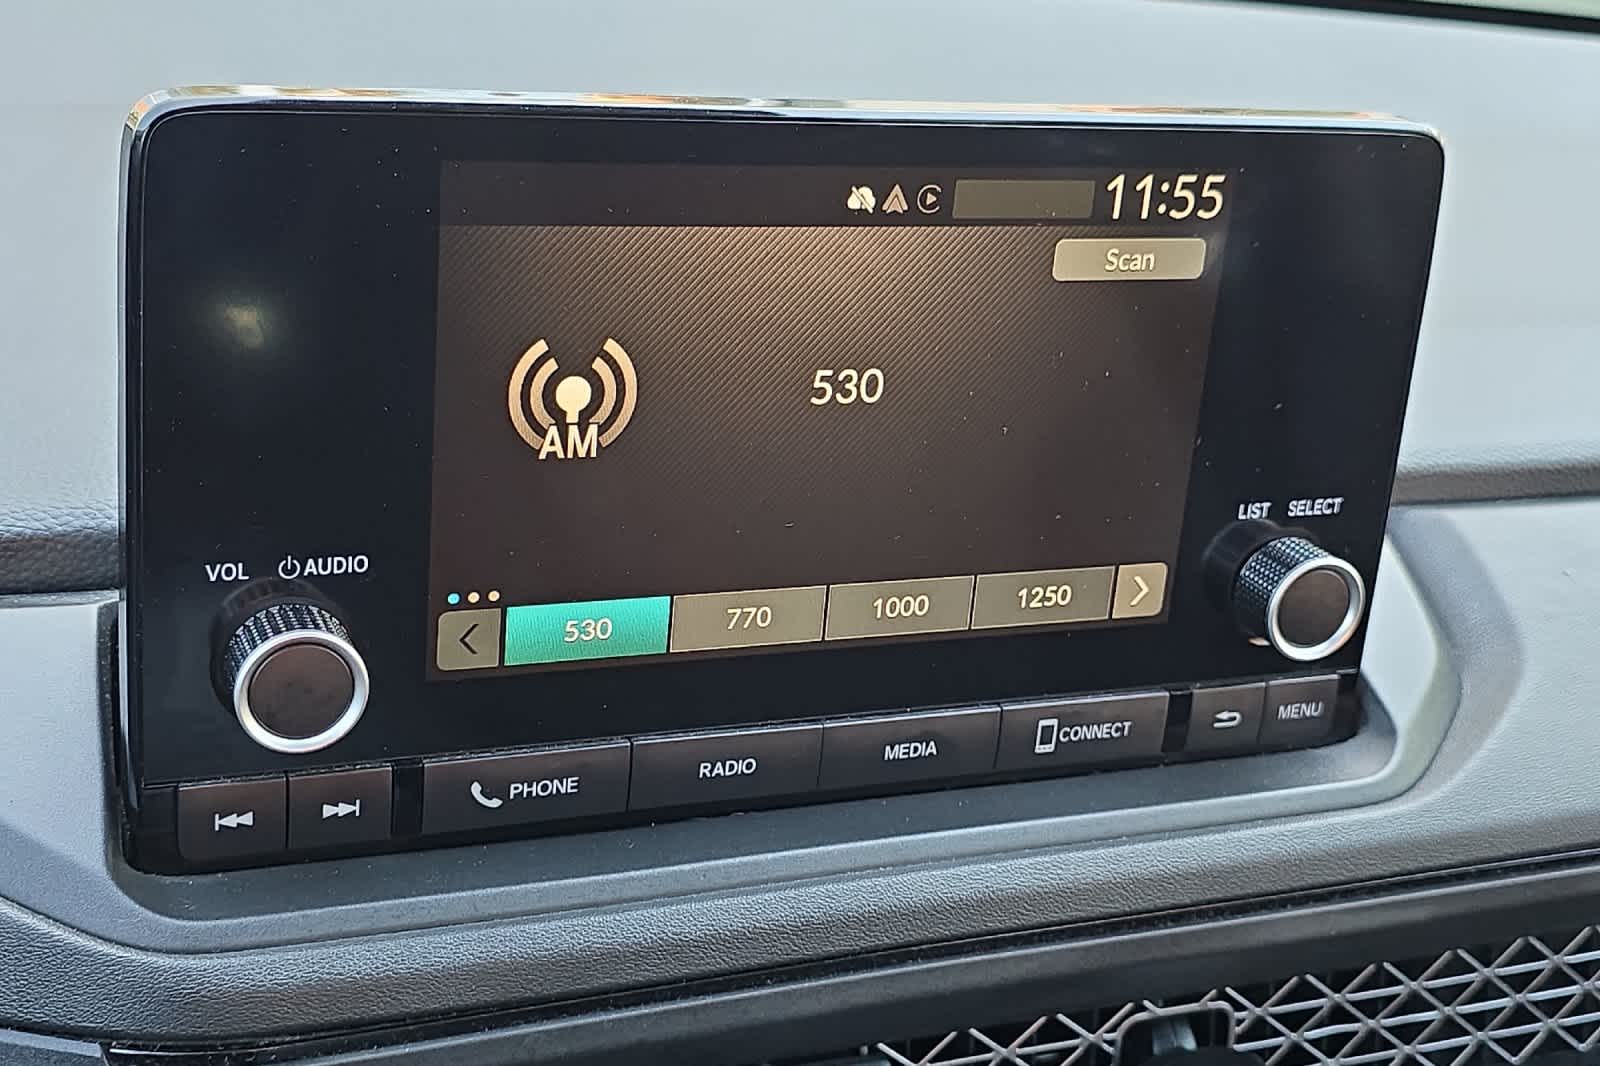 11:55
Scan
530
AM
LIST SELECT
VOL AUDIO
530 770 1000 1250
PHONE RADIO MEDIA CONNECT MENU